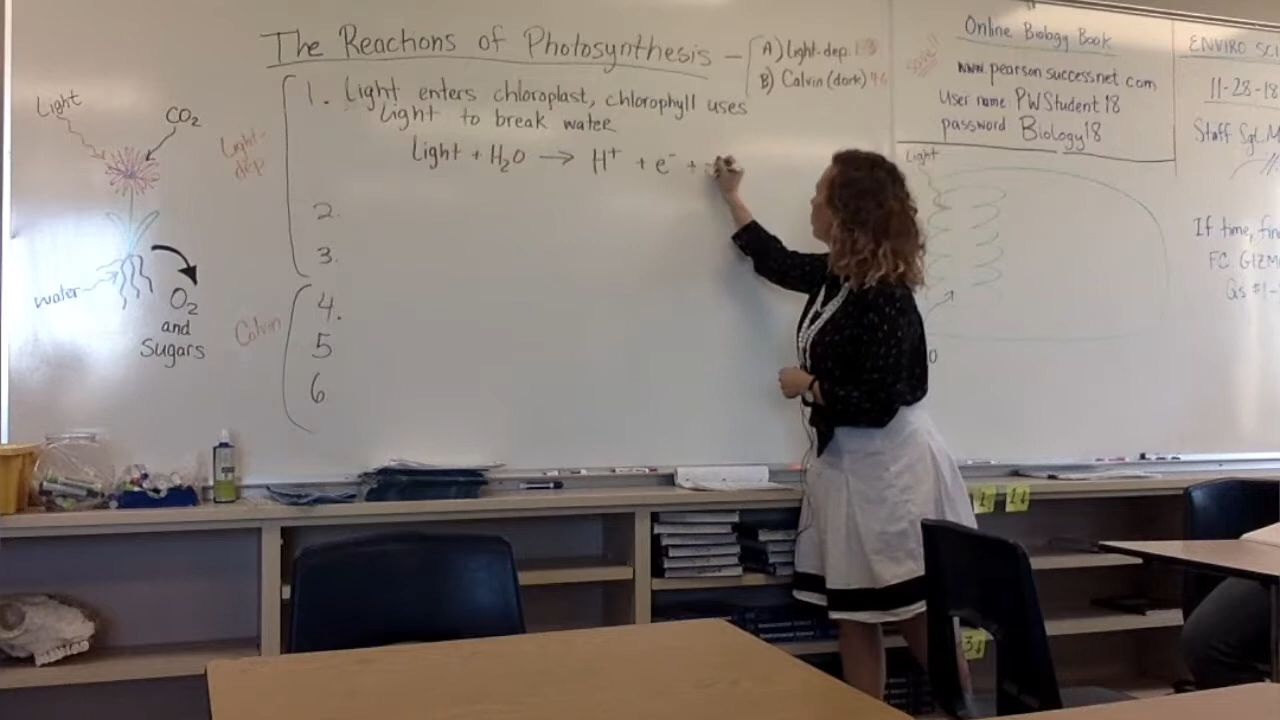 The Reactions of Photosynthesis -
A) Light-dep. 1-3
B) Calvin (dark) 4-6
1. Light enters chloroplast, chlorophyll uses
light to break water
Light + H2O → H+ + e- +
2.
3.
4.
5
6
Light-
dep
Calvin
Light
CO2
water
O2
and
Sugars
Online Biology Book
www.pearsonsuccessnet.com
User name PWStudent18
password Biology18
Light
ENVIRO SCI
11-28-18
Staff Sgt. M
If time, fin
FC GIZM
Qs #1-
3↓